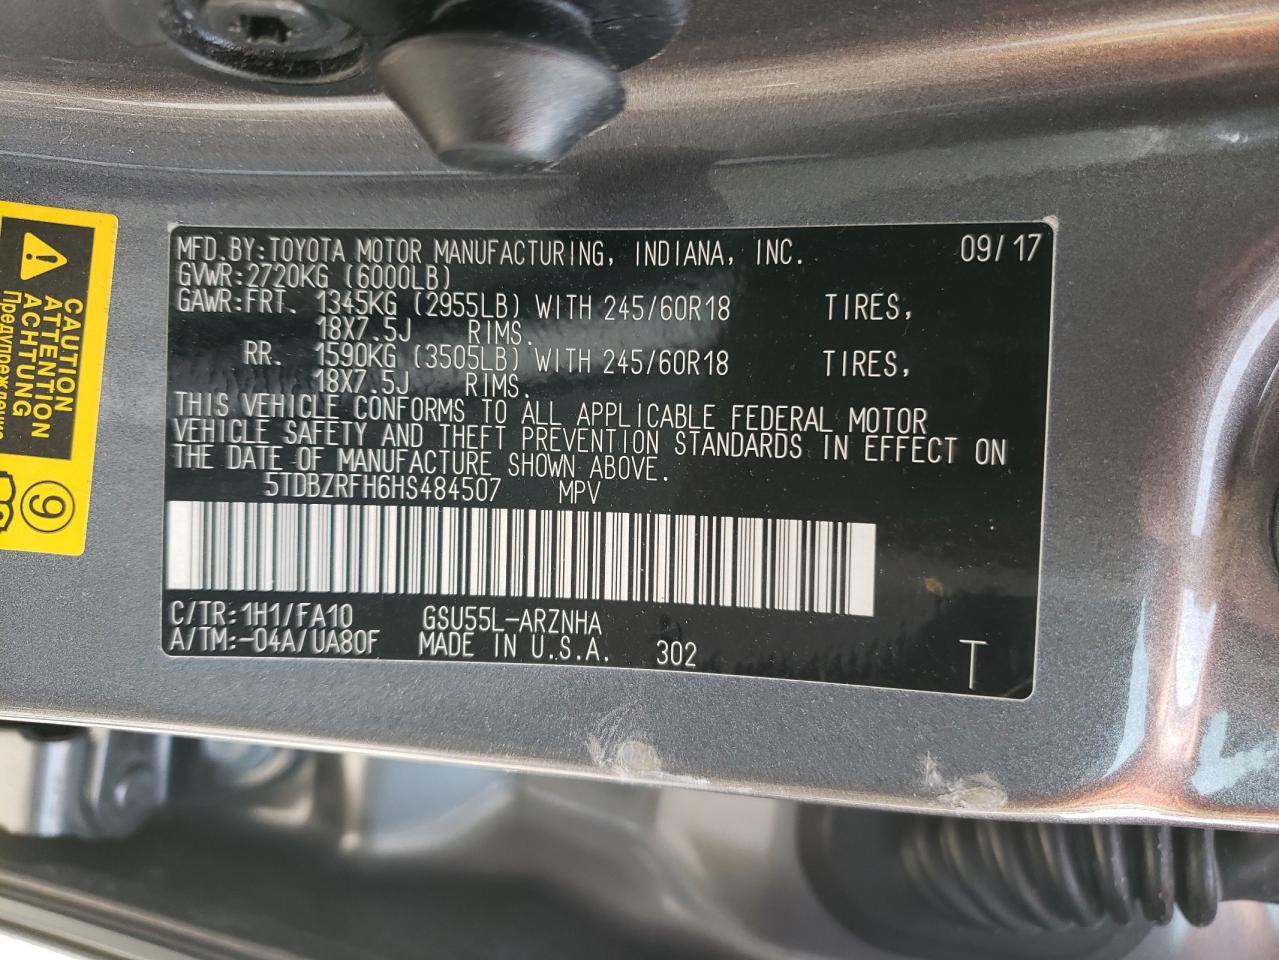 MFD.BY:TOYOTA MOTOR MANUFACTURING, INDIANA, INC. 09/17
GVWR:2720KG (6000LB)
GAWR:FRT. 1345KG (2955LB) WITH 245/60R18 TIRES,
18X7.5J RIMS.
RR. 1590KG (3505LB) WITH 245/60R18 TIRES,
18X7.5J RIMS.
THIS VEHICLE CONFORMS TO ALL APPLICABLE FEDERAL MOTOR
VEHICLE SAFETY AND THEFT PREVENTION STANDARDS IN EFFECT ON
THE DATE OF MANUFACTURE SHOWN ABOVE.
5TDBZRFH6HS484507 MPV
C/TR:1H1/FA10 GSU55L-ARZNHA
A/TM:-04A/UA80F MADE IN U.S.A. 302 T
CAUTION
ATTENTION
ACHTUNG
9